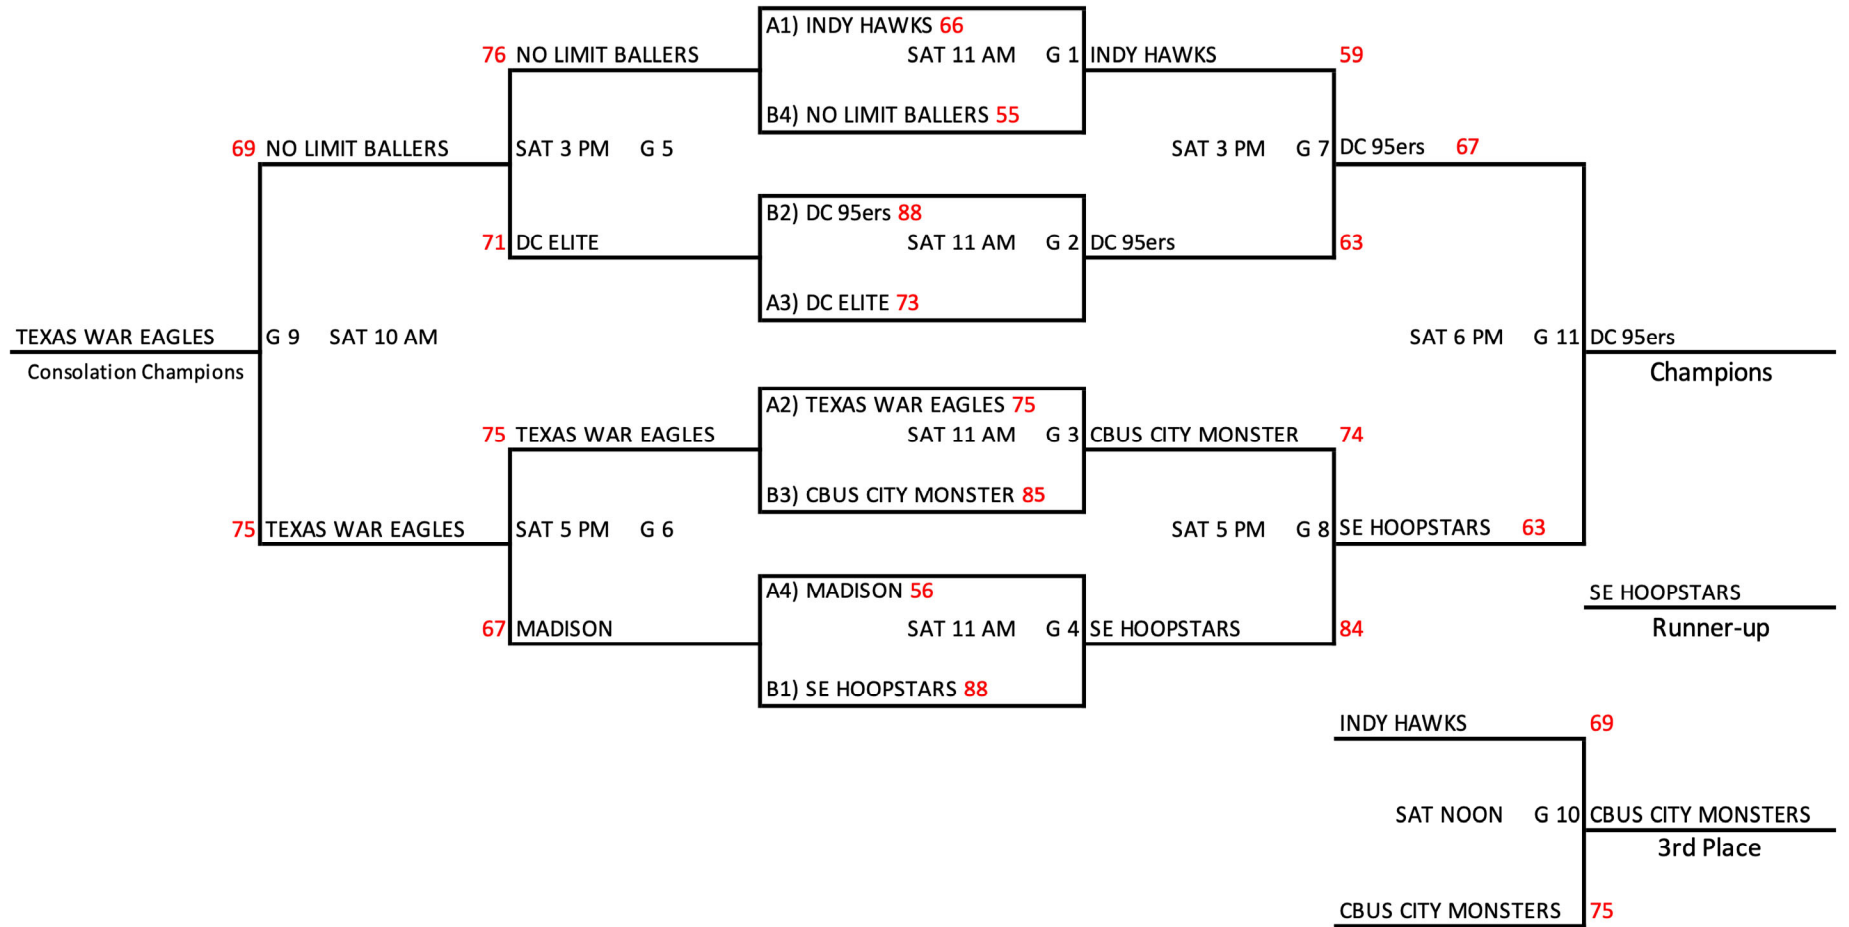 A1) INDY HAWKS 66
76 NO LIMIT BALLERS
SAT 11 AM G 1
INDY HAWKS 59
B4) NO LIMIT BALLERS 55
69 NO LIMIT BALLERS
SAT 3 PM G 5
SAT 3 PM G 7
DC 95ers 67
B2) DC 95ers 88
71 DC ELITE
SAT 11 AM G 2
DC 95ers 63
A3) DC ELITE 73
TEXAS WAR EAGLES
G 9 SAT 10 AM
SAT 6 PM G 11
DC 95ers
Consolation Champions
Champions
A2) TEXAS WAR EAGLES 75
75 TEXAS WAR EAGLES
SAT 11 AM G 3
CBUS CITY MONSTER 74
B3) CBUS CITY MONSTER 85
75 TEXAS WAR EAGLES
SAT 5 PM G 6
SAT 5 PM G 8
SE HOOPSTARS 63
A4) MADISON 56
SE HOOPSTARS
Runner-up
67 MADISON
SAT 11 AM G 4
SE HOOPSTARS 84
B1) SE HOOPSTARS 88
INDY HAWKS 69
SAT NOON G 10
CBUS CITY MONSTERS
3rd Place
CBUS CITY MONSTERS 75